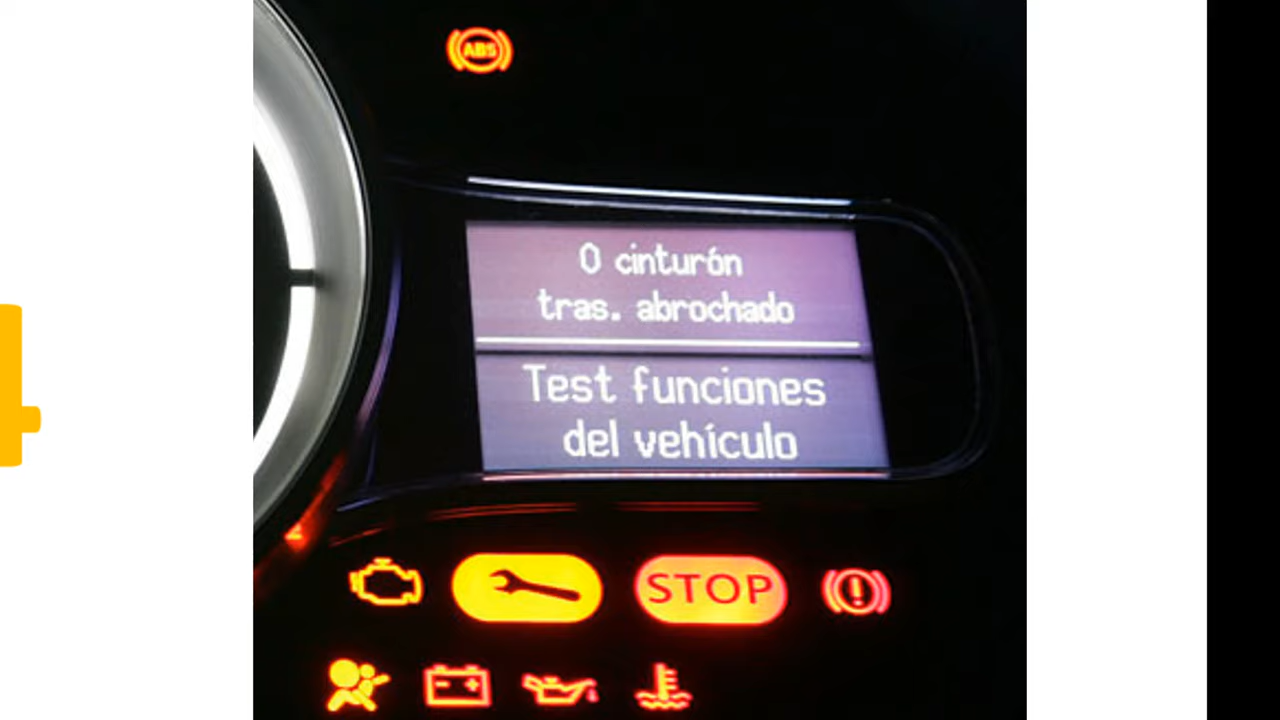 ABS
0 cinturón
tras. abrochado
Test funciones
del vehículo
STOP